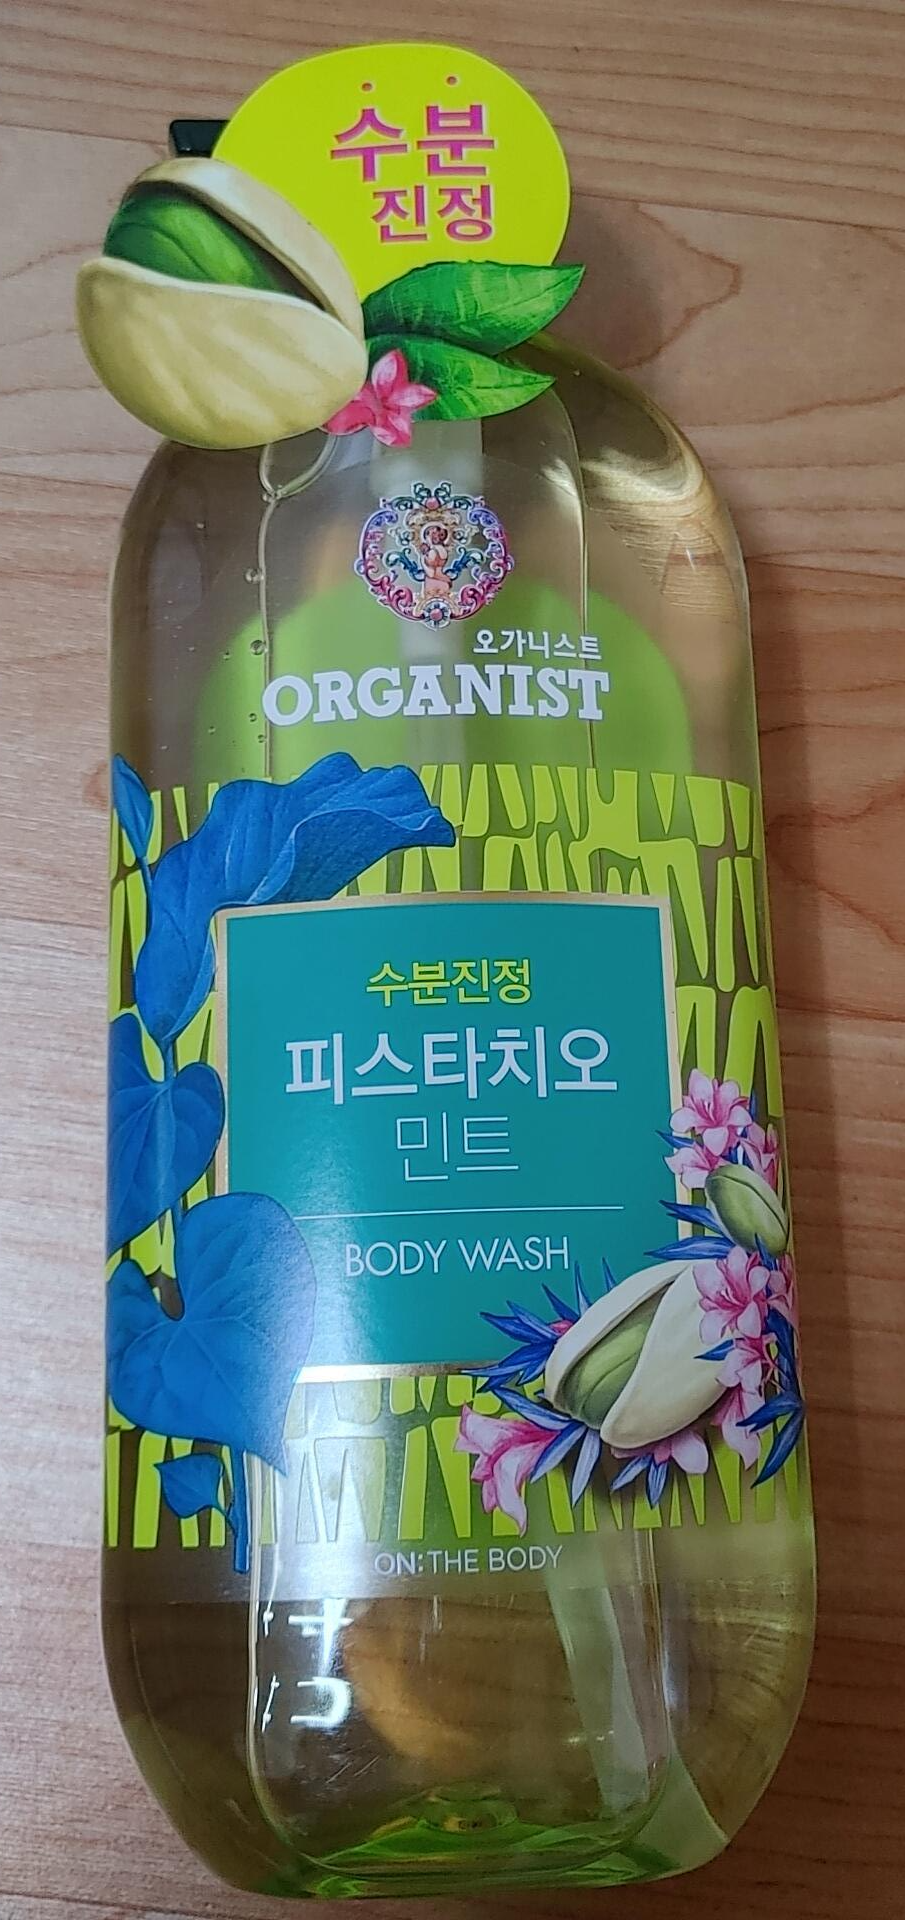 수분
진정
오가니스트
ORGANIST
수분진정
피스타치오
민트
BODY WASH
ON: THE BODY